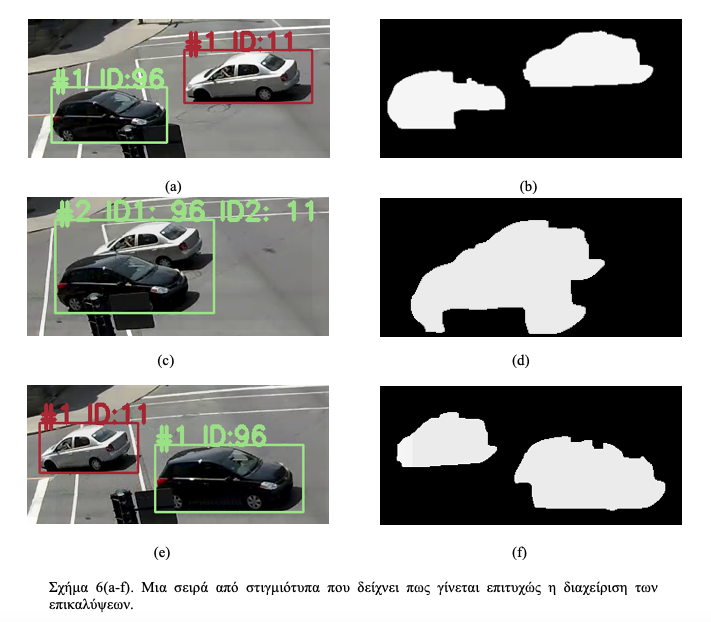 #1 ID:96
#1 ID:11
(a)
(b)
#2 ID1: 96 ID2: 11
(c)
(d)
#1 ID:11
#1 ID:96
(e)
(f)
Σχήμα 6(a-f). Μια σειρά από στιγμιότυπα που δείχνει πως γίνεται επιτυχώς η διαχείριση των
επικαλύψεων.